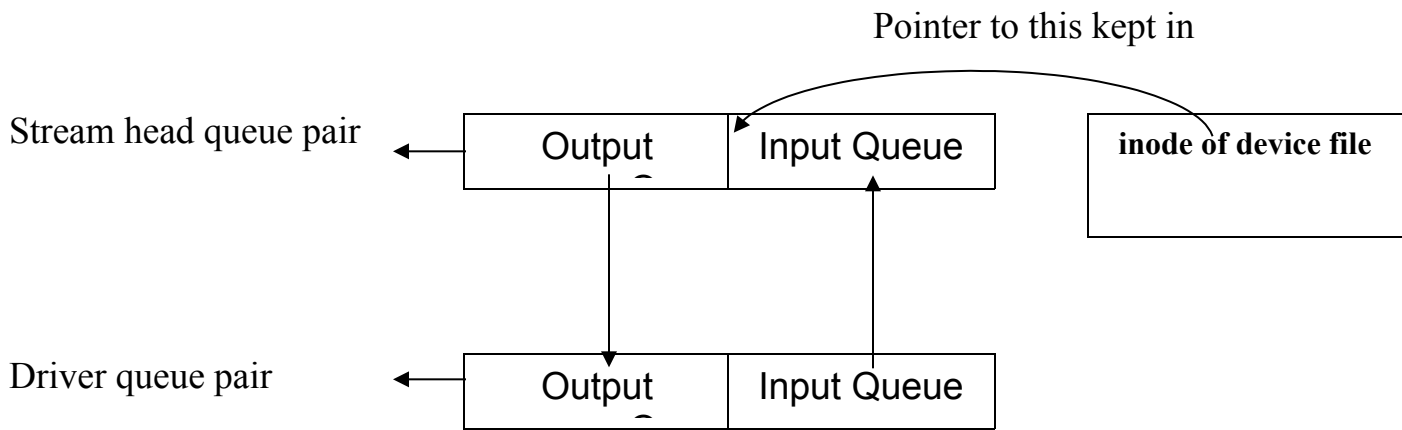 Pointer to this kept in
Stream head queue pair
Output
Input Queue
inode of device file
Driver queue pair
Output
Input Queue